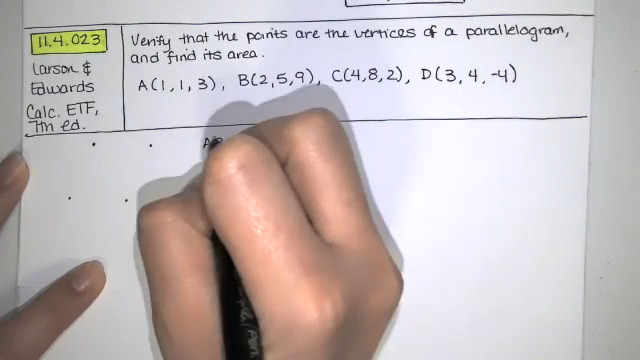 11.4.023
Larson &
Edwards
Calc. ETF,
7th ed.
Verify that the points are the vertices of a parallelogram,
and find its area.
A(1,1,3), B(2,5,9), C(4,8,2), D(3,4,-4)